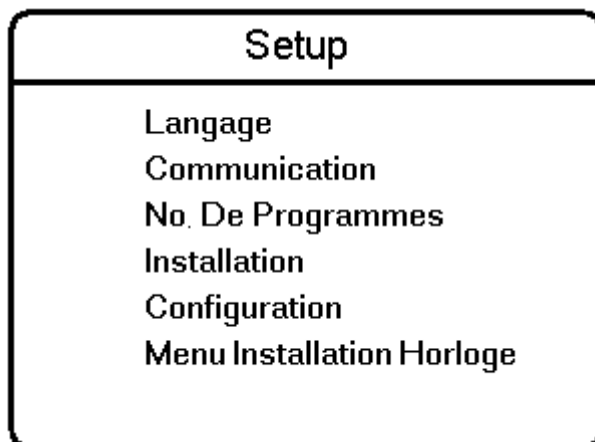 Setup
Langage
Communication
No. De Programmes
Installation
Configuration
Menu Installation Horloge